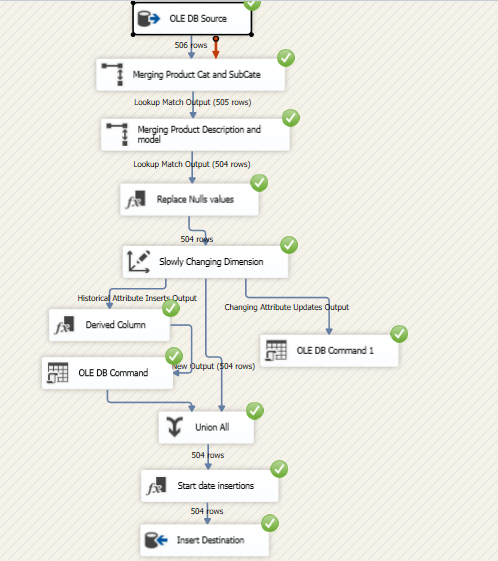 OLE DB Source
506 rows
Merging Product Cat and SubCate
Lookup Match Output (505 rows)
Merging Product Description and
model
Lookup Match Output (504 rows)
Replace Nulls values
504 rows
Slowly Changing Dimension
Historical Attribute Inserts Output
Changing Attribute Updates Output
Derived Column
OLE DB Command 1
New Output (504 rows)
OLE DB Command
Union All
504 rows
Start date insertions
504 rows
Insert Destination